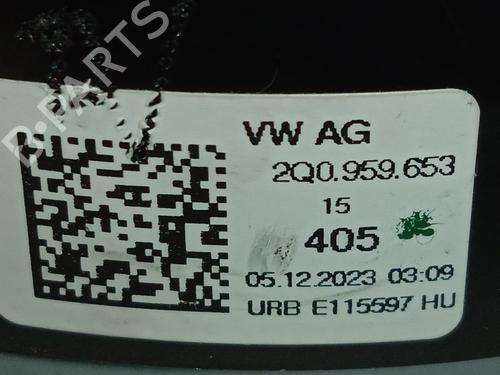 B-PARTS
VW AG
2Q0.959.653
15
405
05.12.2023 03:09
URB E115597 HU